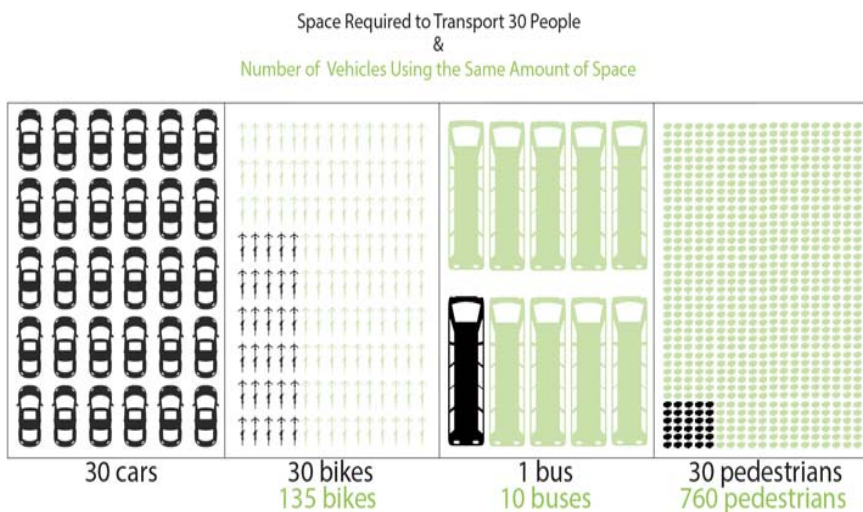 Space Required to Transport 30 People
&
Number of Vehicles Using the Same Amount of Space
30 cars
30 bikes
135 bikes
1 bus
10 buses
30 pedestrians
760 pedestrians